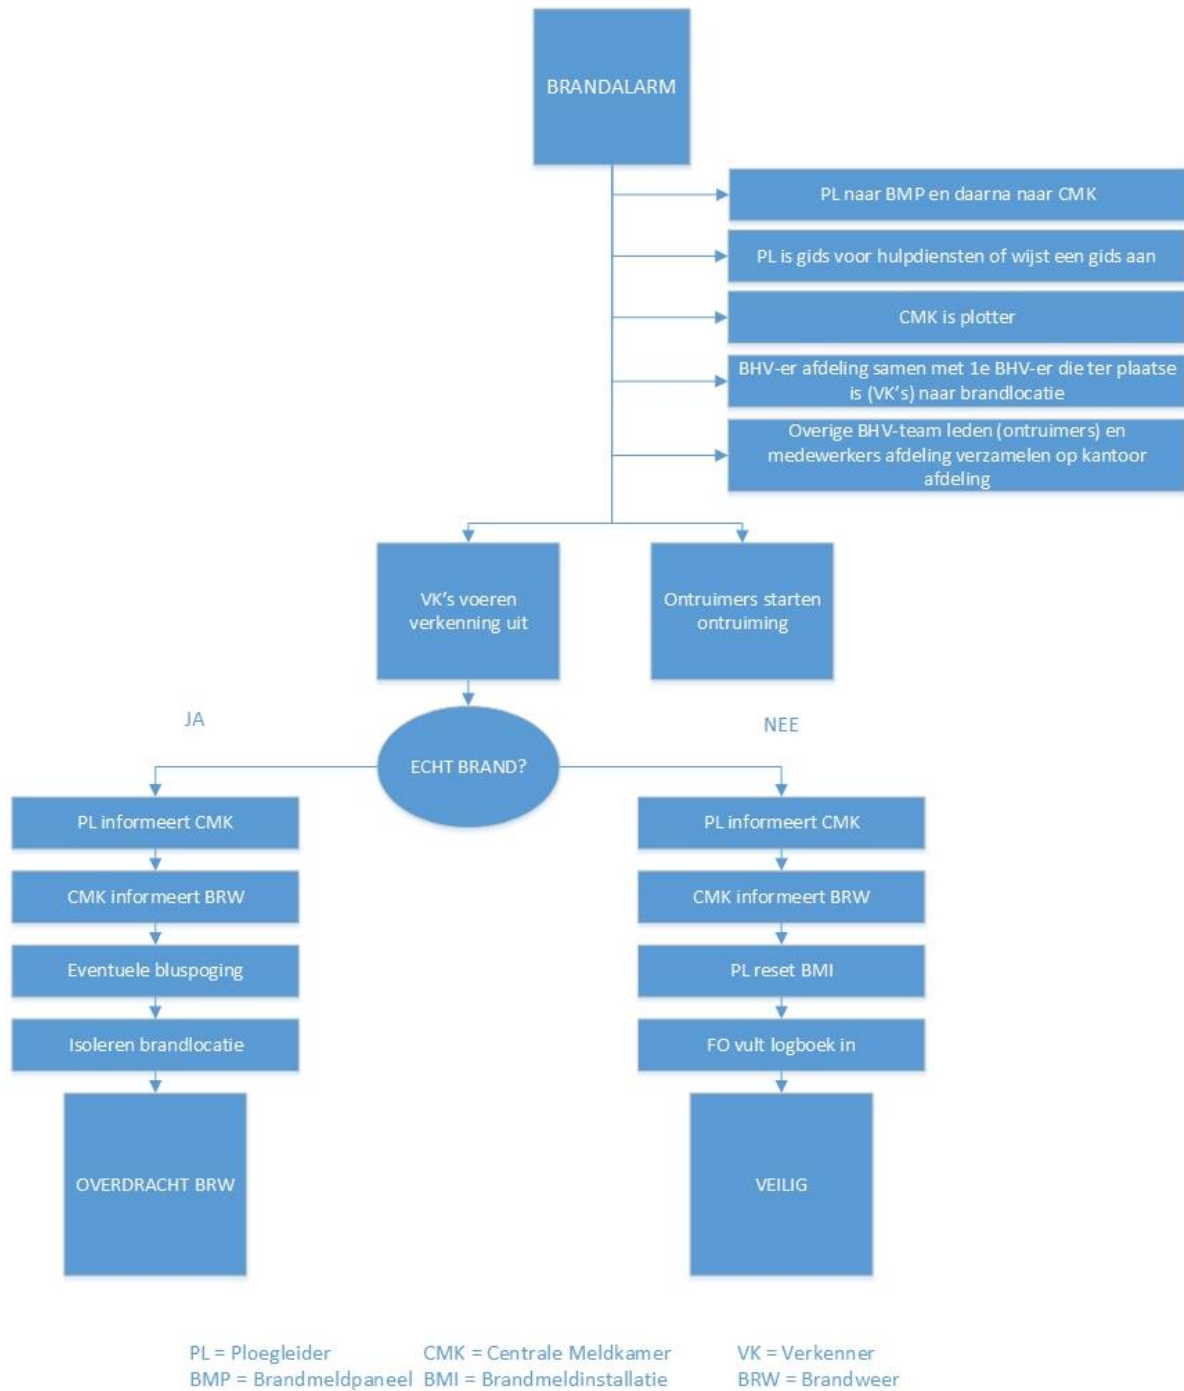 BRANDALARM
PL naar BMP en daarna naar CMK
PL is gids voor hulpdiensten of wijst een gids aan
CMK is plotter
BHV-er afdeling samen met 1e BHV-er die ter plaatse
is (VK's) naar brandlocatie
Overige BHV-team leden (ontruimers) en
medewerkers afdeling verzamelen op kantoor
afdeling
VK's voeren
verkenning uit
Ontruimers starten
ontruiming
JA
NEE
ECHT BRAND?
PL informeert CMK
CMK informeert BRW
Eventuele bluspoging
Isoleren brandlocatie
OVERDRACHT BRW
PL informeert CMK
CMK informeert BRW
PL reset BMI
FO vult logboek in
VEILIG
PL = Ploegleider CMK = Centrale Meldkamer VK = Verkenner
BMP = Brandmeldpaneel BMI = Brandmeldinstallatie BRW = Brandweer